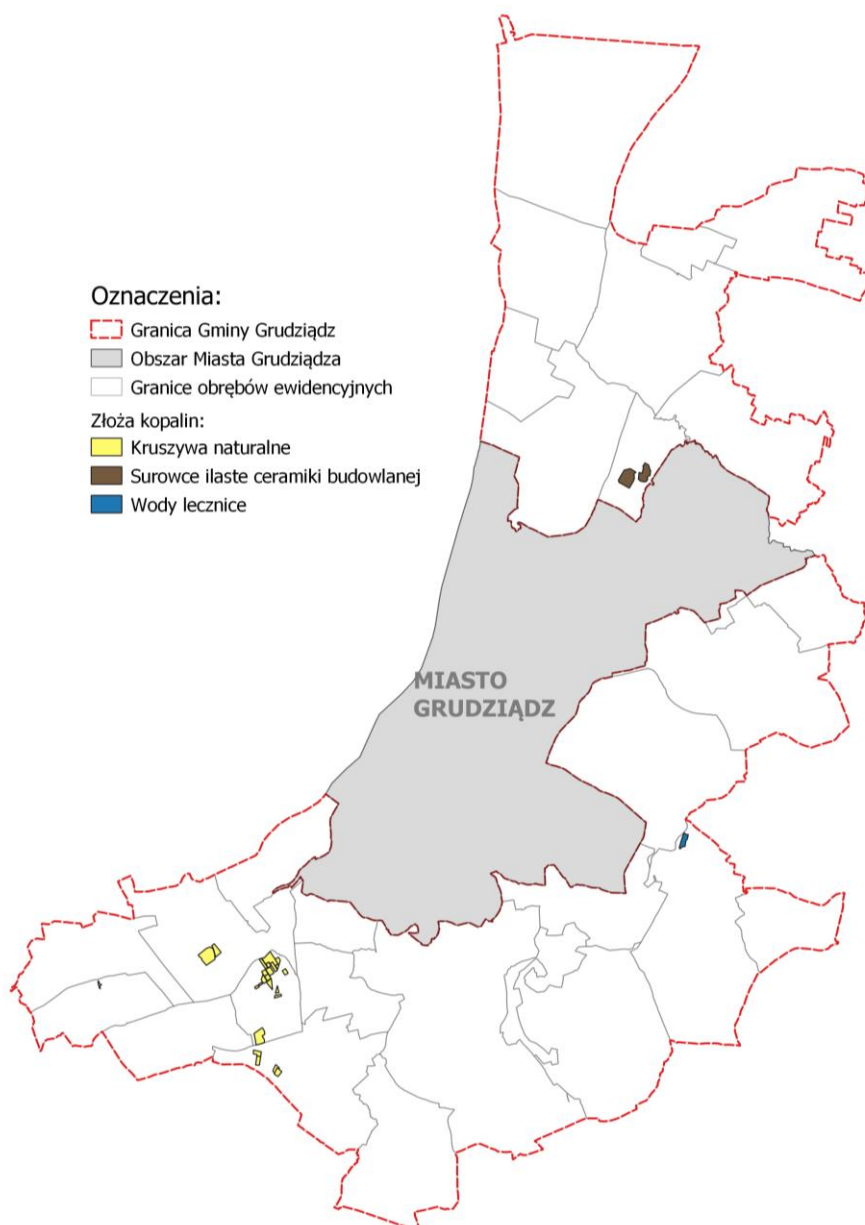 Oznaczenia:
Granica Gminy Grudziądz
Obszar Miasta Grudziądza
Granice obrębów ewidencyjnych
Złoża kopalin:
Kruszywa naturalne
Surowce ilaste ceramiki budowlanej
Wody lecznice
MIASTO
GRUDZIĄDZ